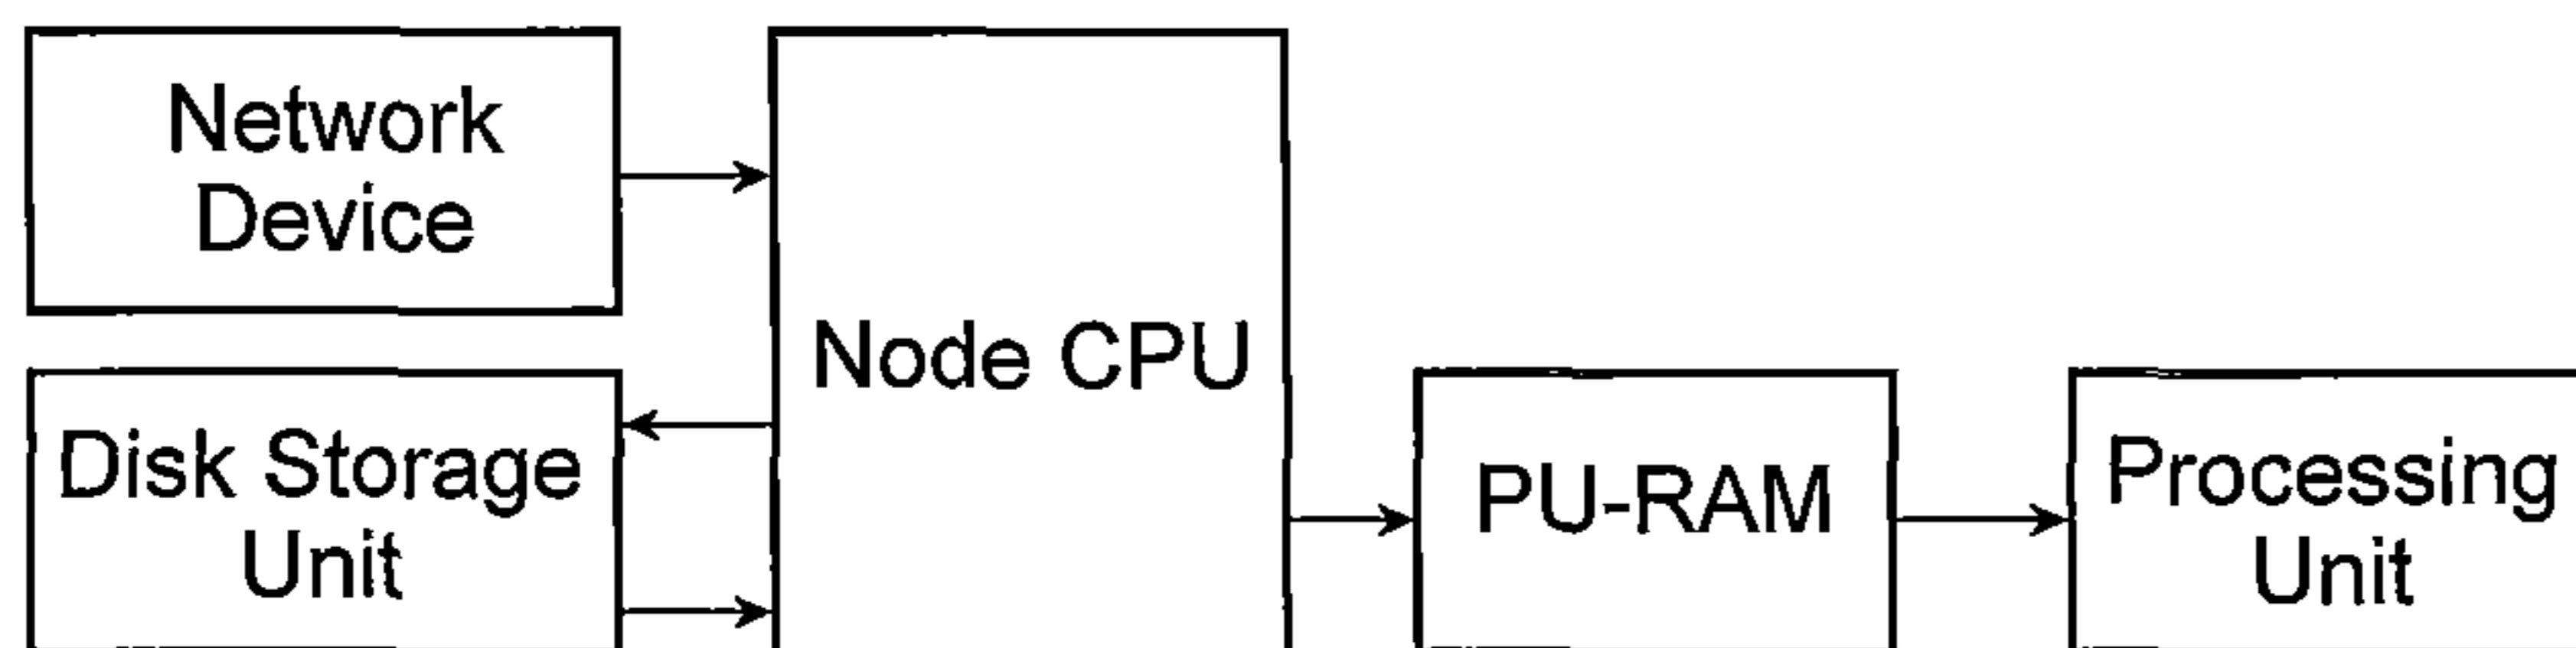 Network
Device
Node CPU
Disk Storage
Unit
PU-RAM
Processing
Unit